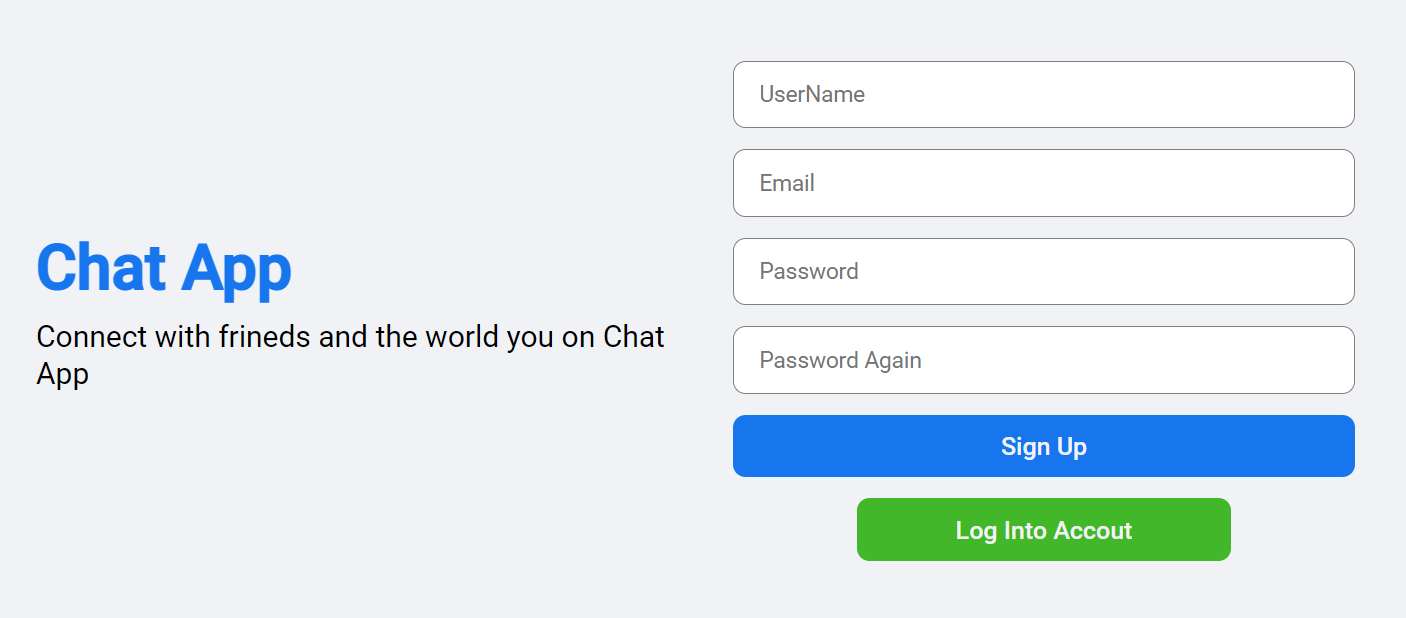 Chat App
Connect with frineds and the world you on Chat
App
UserName
Email
Password
Password Again
Sign Up
Log Into Accout